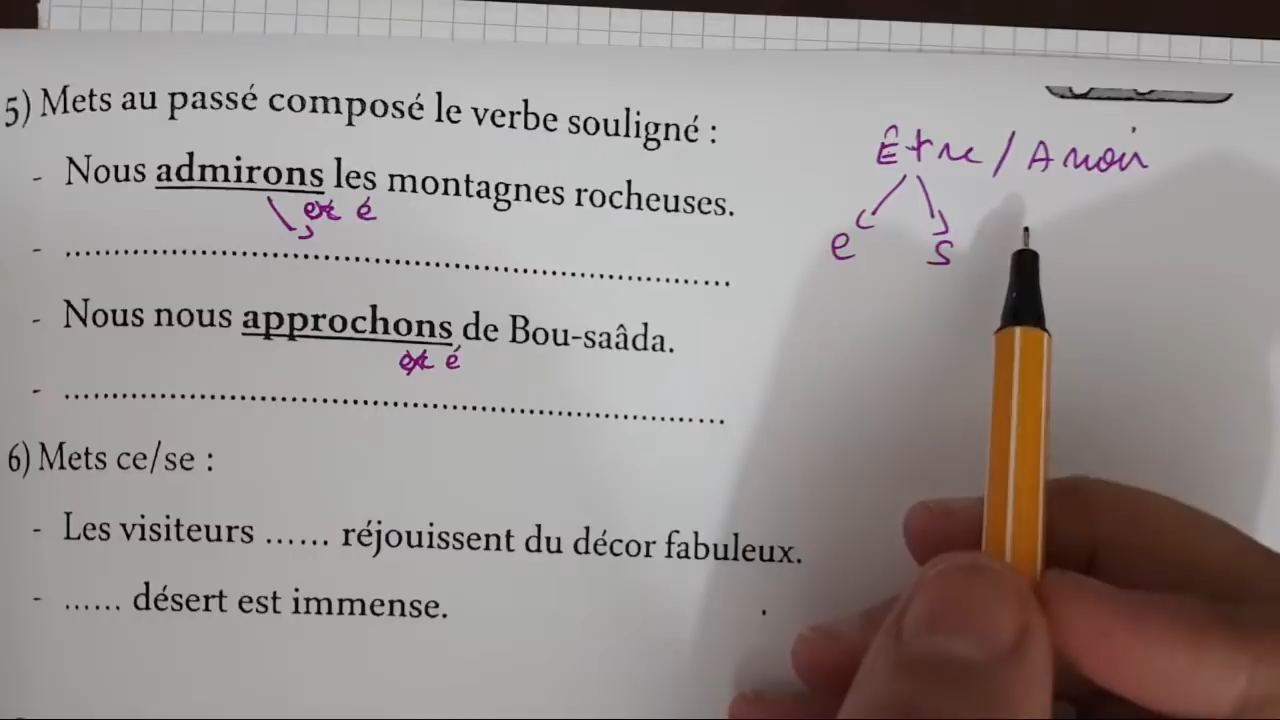 5) Mets au passé composé le verbe souligné :
Être / Avoir
- Nous admirons les montagnes rocheuses.
é
e s
- ........................................................................
- Nous nous approchons de Bou-saâda.
é
- ........................................................................
6) Mets ce/se :
- Les visiteurs ...... réjouissent du décor fabuleux.
- ...... désert est immense.